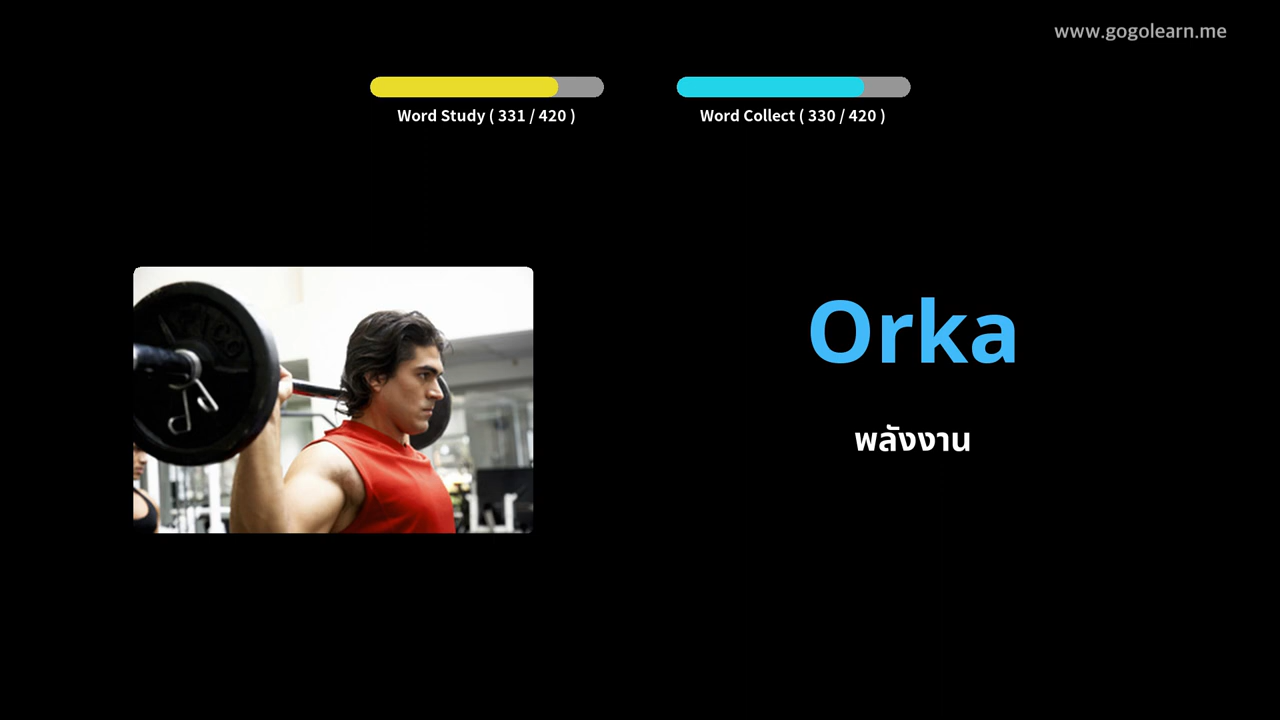 www.gogolearn.me
Word Study ( 331 / 420 )
Word Collect ( 330 / 420 )
Orka
พลังงาน